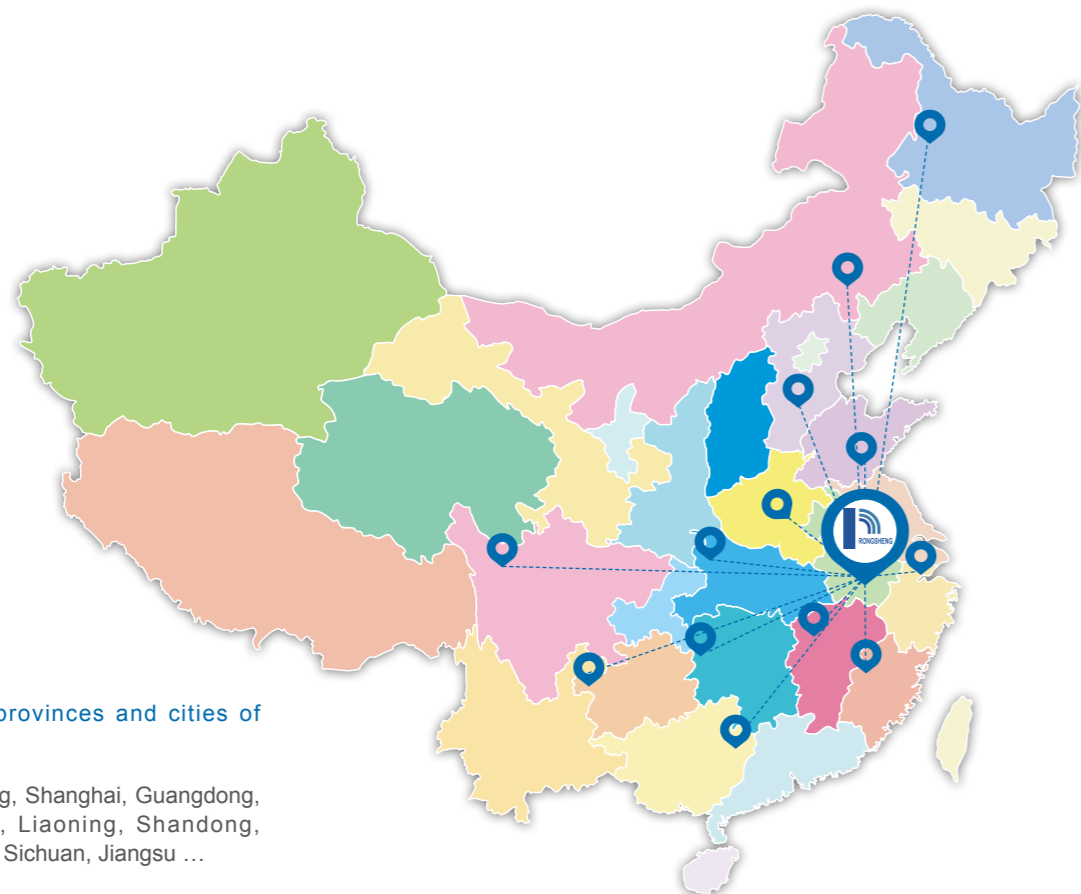 RONGSHENG
provinces and cities of
Shanghai, Guangdong,
Liaoning, Shandong,
Sichuan, Jiangsu …